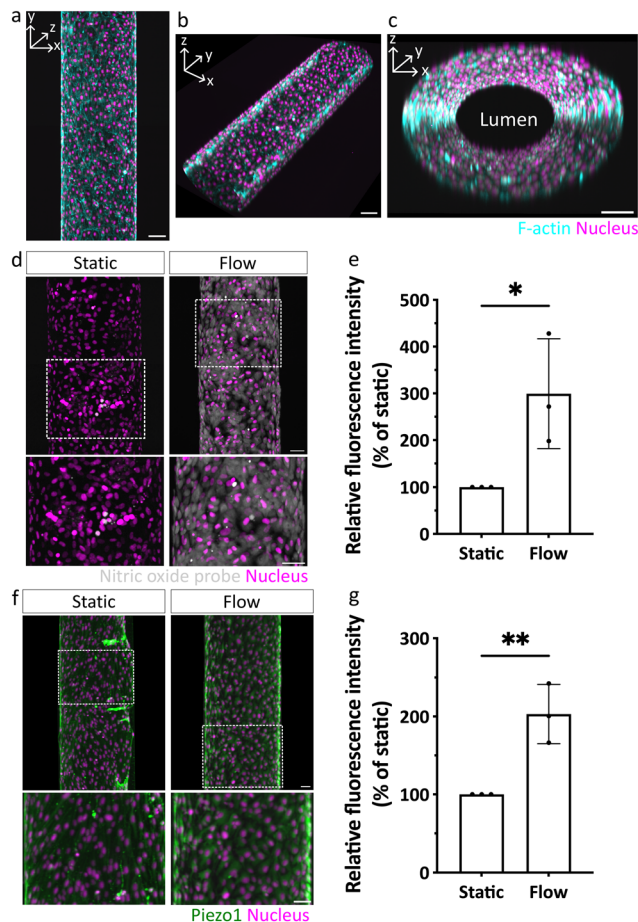 a
y
z
x
b
z
y
x
c
z
y
x
Lumen
F-actin Nucleus
d
Static
Flow
Nitric oxide probe Nucleus
e
Relative fluorescence intensity
(% of static)
500
400
300
200
100
0
*
Static
Flow
f
Static
Flow
Piezo1 Nucleus
g
Relative fluorescence intensity
(% of static)
300
200
100
0
**
Static
Flow